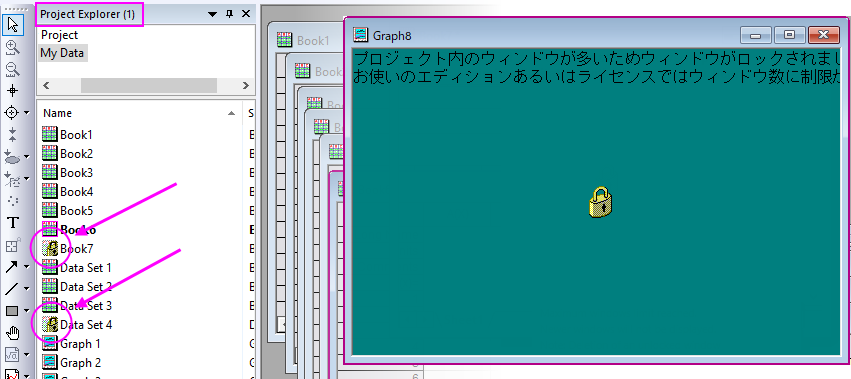 Project Explorer (1)
Project
My Data
Name
Book1
Book2
Book3
Book4
Book5
Book6
Book7
Data Set 1
Data Set 2
Data Set 3
Data Set 4
Graph 1
Graph 2
Book1
Book
Graph8
プロジェクト内のウィンドウが多いためウィンドウがロックされまし
お使いのエディションあるいはライセンスではウィンドウ数に制限が